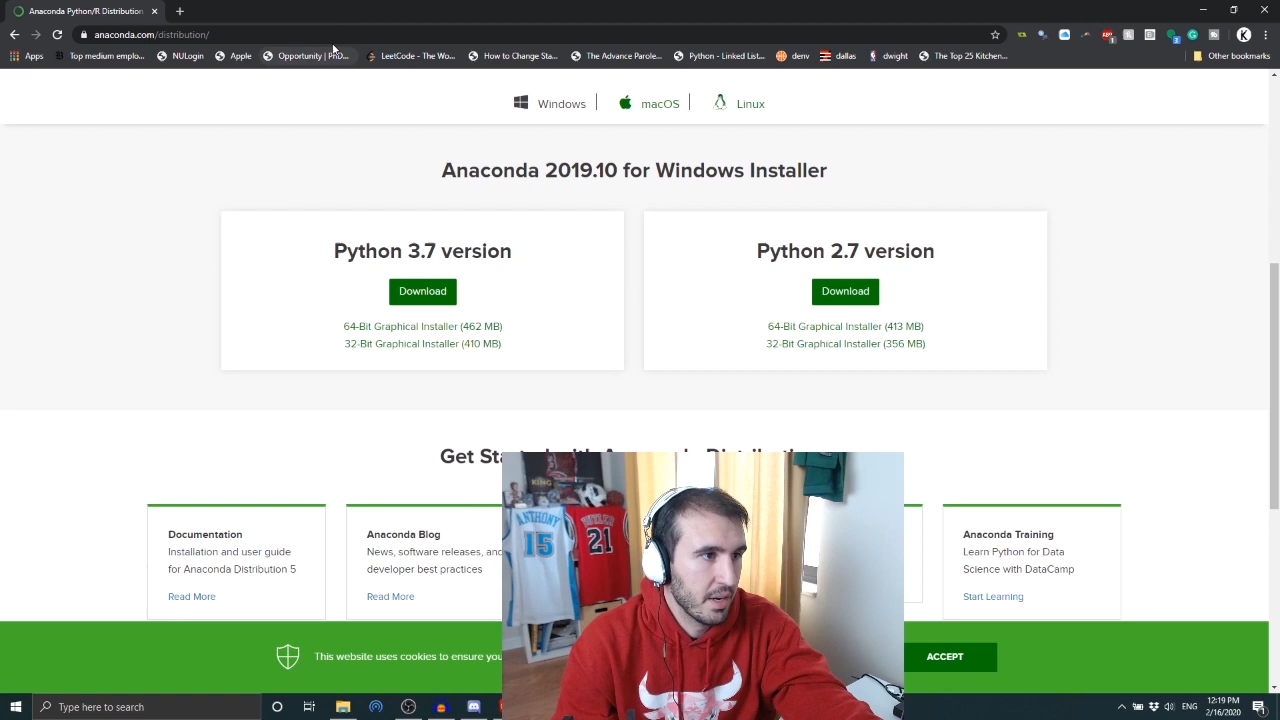 Anaconda Python/R Distribution
anaconda.com/distribution/
Apps
Top medium emplo...
NULogin
Apple
Opportunity | Pro...
LeetCode - The Wo...
How to Change Sta...
The Advance Parole...
Python - Linked List...
denv
dallas
dwight
The Top 25 Kitchen...
Other bookmarks
Windows
macOS
Linux
Anaconda 2019.10 for Windows Installer
Python 3.7 version
Download
64-Bit Graphical Installer (462 MB)
32-Bit Graphical Installer (410 MB)
Python 2.7 version
Download
64-Bit Graphical Installer (413 MB)
32-Bit Graphical Installer (356 MB)
Get
Documentation
Installation and user guide
for Anaconda Distribution 5
Read More
Anaconda Blog
News, software releases, and
developer best practices
Read More
Anaconda Training
Learn Python for Data
Science with DataCamp
Start Learning
KING
ANTHONY
15
BUTLER
21
This website uses cookies to ensure you
ACCEPT
Type here to search
ENG
12:19 PM
2/16/2020